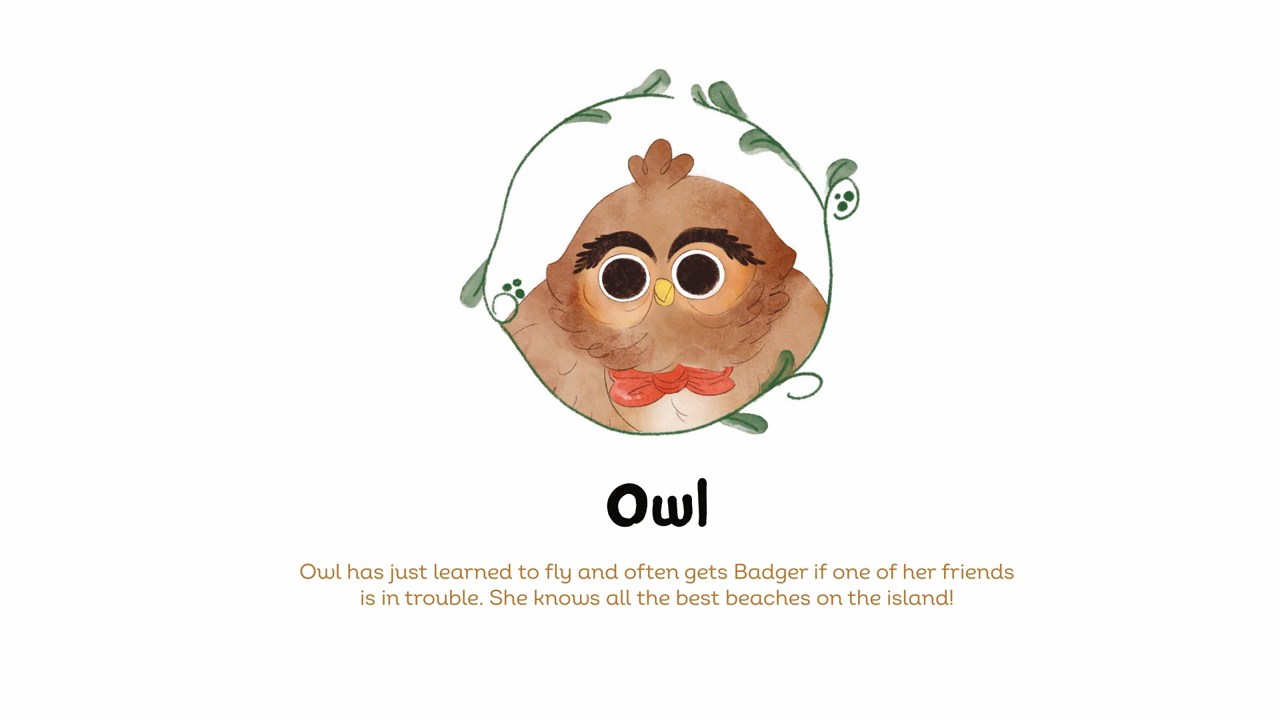 Owl
Owl has just learned to fly and often gets Badger if one of her friends
is in trouble. She knows all the best beaches on the island!